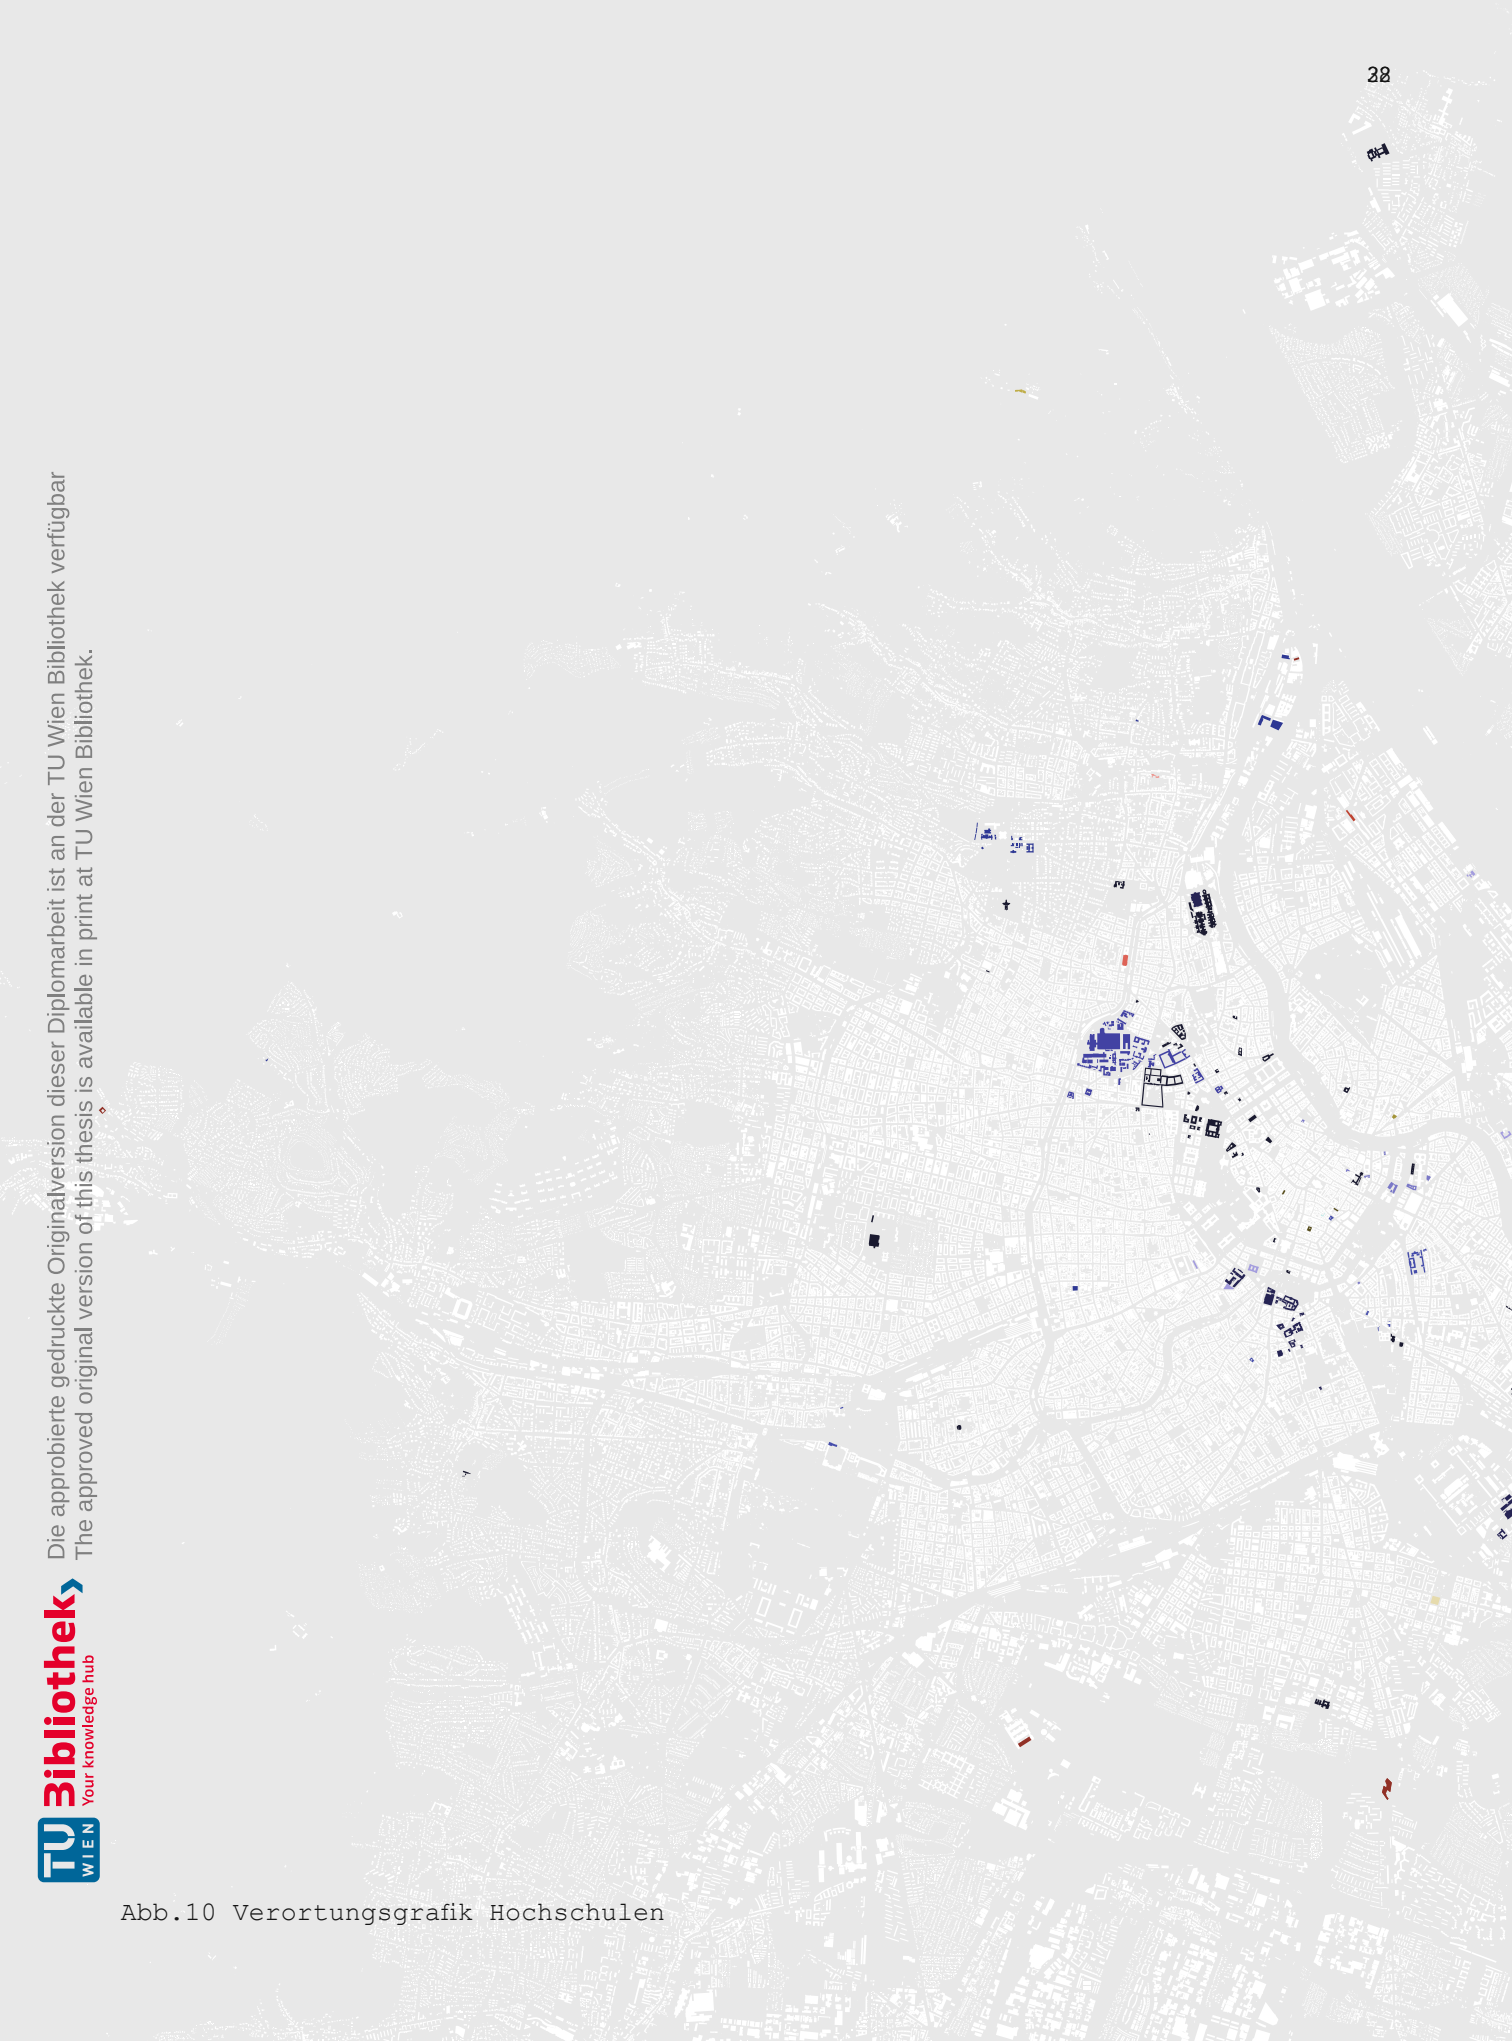 Die approbierte gedruckte Originalversion dieser Diplomarbeit ist an der TU Wien Bibliothek verfügbar
The approved original version of this thesis is available in print at TU Wien Bibliothek.
TU
WIEN
Bibliothek
Your knowledge hub
Abb.10 Verortungsgrafik Hochschulen